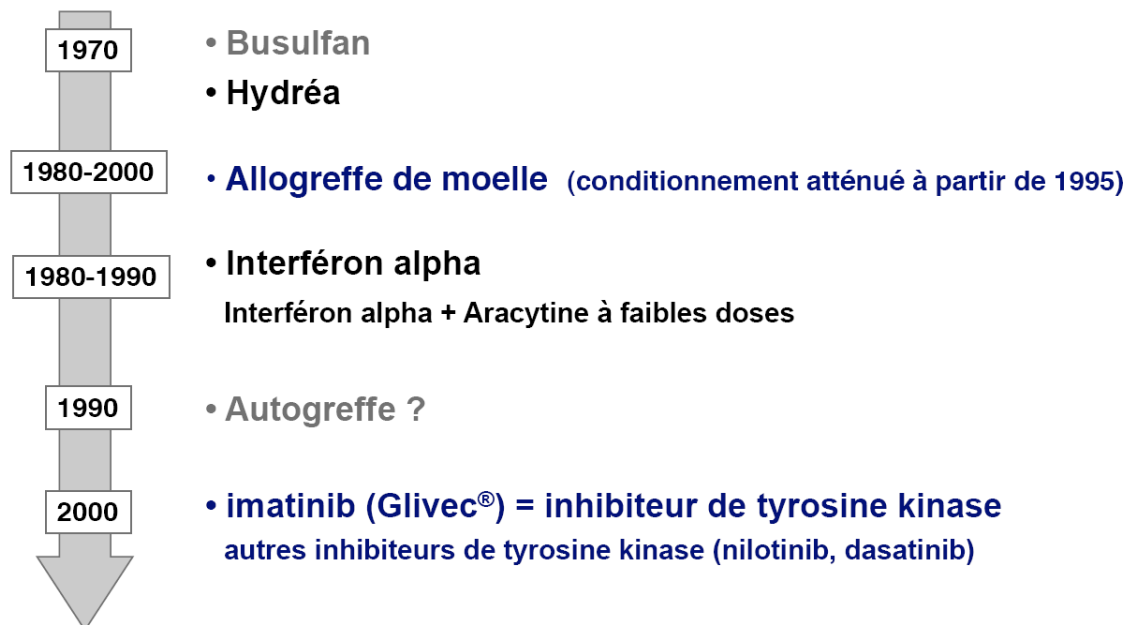 1970
• Busulfan
• Hydréa
1980-2000
• Allogreffe de moelle (conditionnement atténué à partir de 1995)
1980-1990
• Interféron alpha
Interféron alpha + Aracytine à faibles doses
1990
• Autogreffe ?
2000
• imatinib (Glivec®) = inhibiteur de tyrosine kinase
autres inhibiteurs de tyrosine kinase (nilotinib, dasatinib)